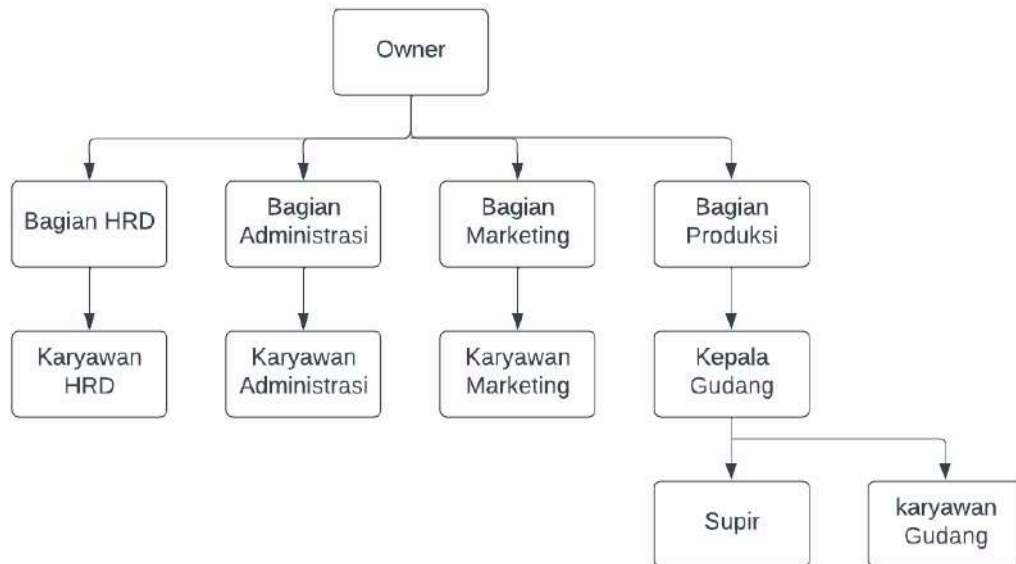 Owner
Bagian HRD
Bagian
Administrasi
Bagian
Marketing
Bagian
Produksi
Karyawan
HRD
Karyawan
Administrasi
Karyawan
Marketing
Kepala
Gudang
Supir
karyawan
Gudang